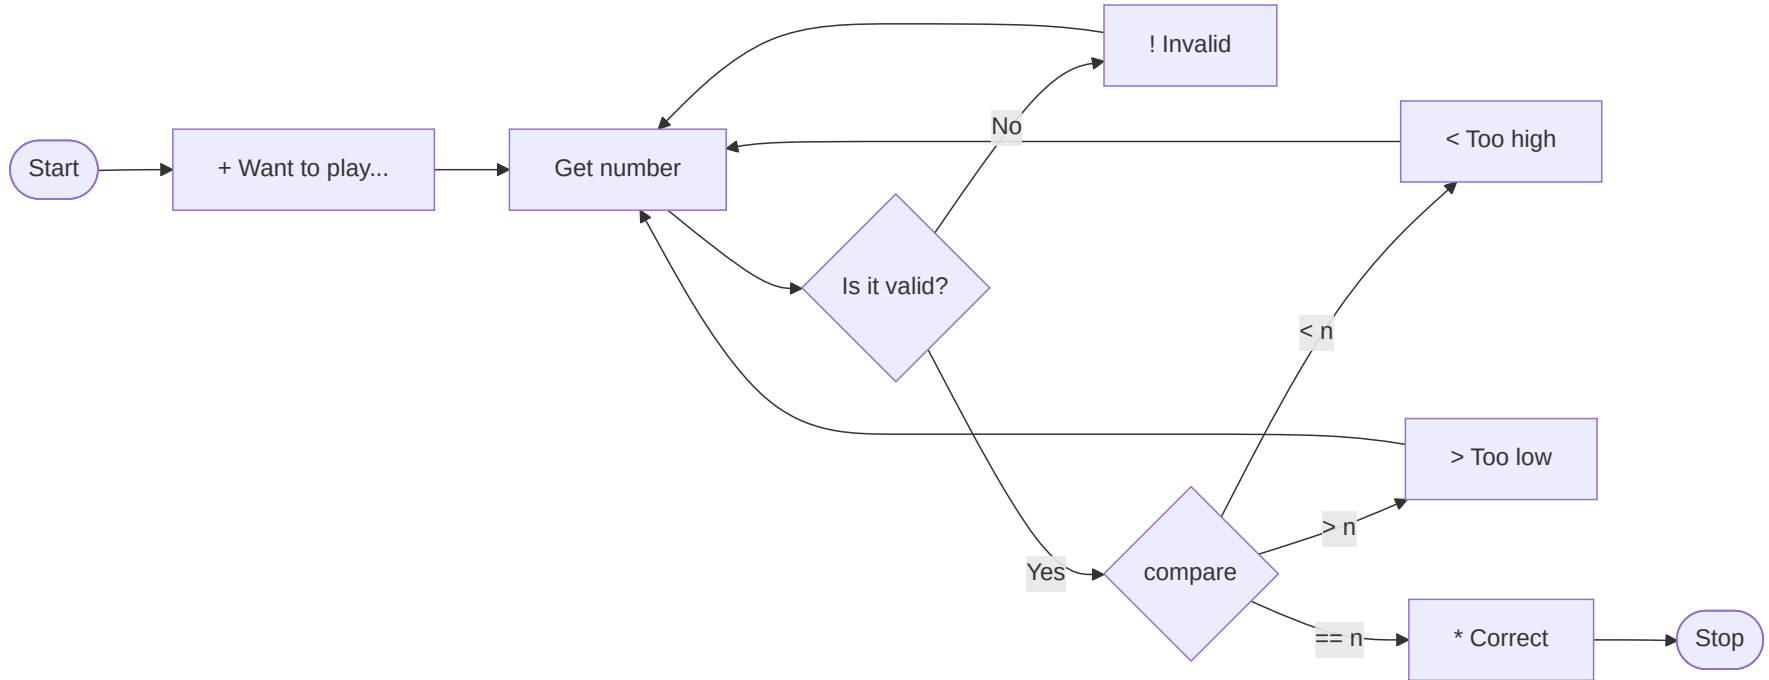 Start
+ Want to play...
Get number
Is it valid?
No
! Invalid
Yes
compare
< n
< Too high
> n
> Too low
== n
* Correct
Stop